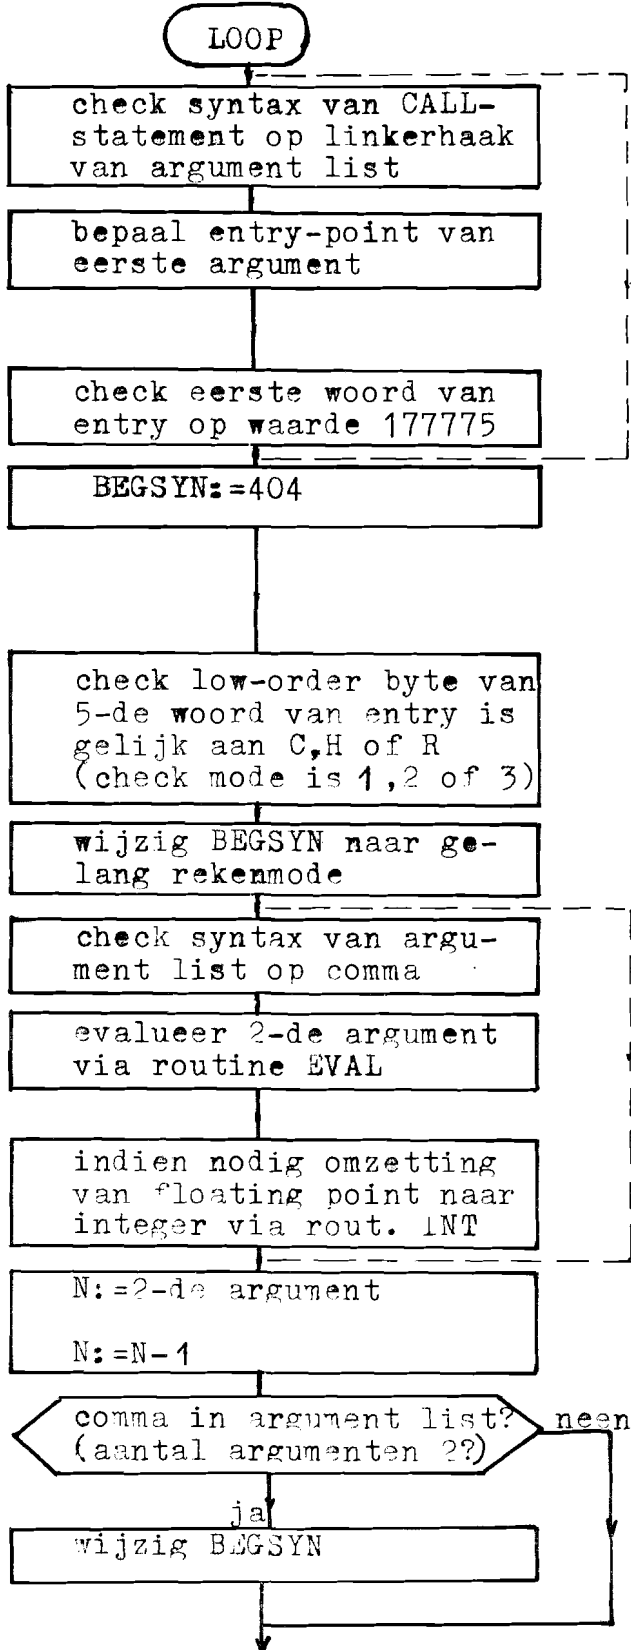 LOOP
check syntax van CALL-
statement op linkerhaak
van argument list
bepaal entry-point van
eerste argument
check eerste woord van
entry op waarde 177775
BEGSYN:=404
check low-order byte van
5-de woord van entry is
gelijk aan C,H of R
(check mode is 1,2 of 3)
wijzig BEGSYN naar ge-
lang rekenmode
check syntax van argu-
ment list op comma
evalueer 2-de argument
via routine EVAL
indien nodig omzetting
van floating point naar
integer via rout. INT
N:=2-de argument
N:=N-1
comma in argument list?
(aantal argumenten 2?)
neen
ja
wijzig BEGSYN